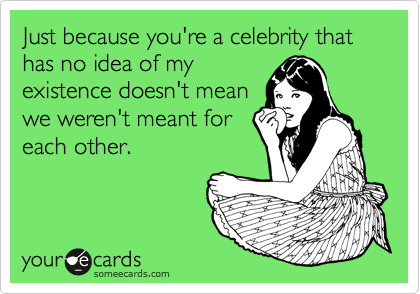 Just because you're a celebrity that
has no idea of my
existence doesn't mean
we weren't meant for
each other.
your e cards
someecards.com